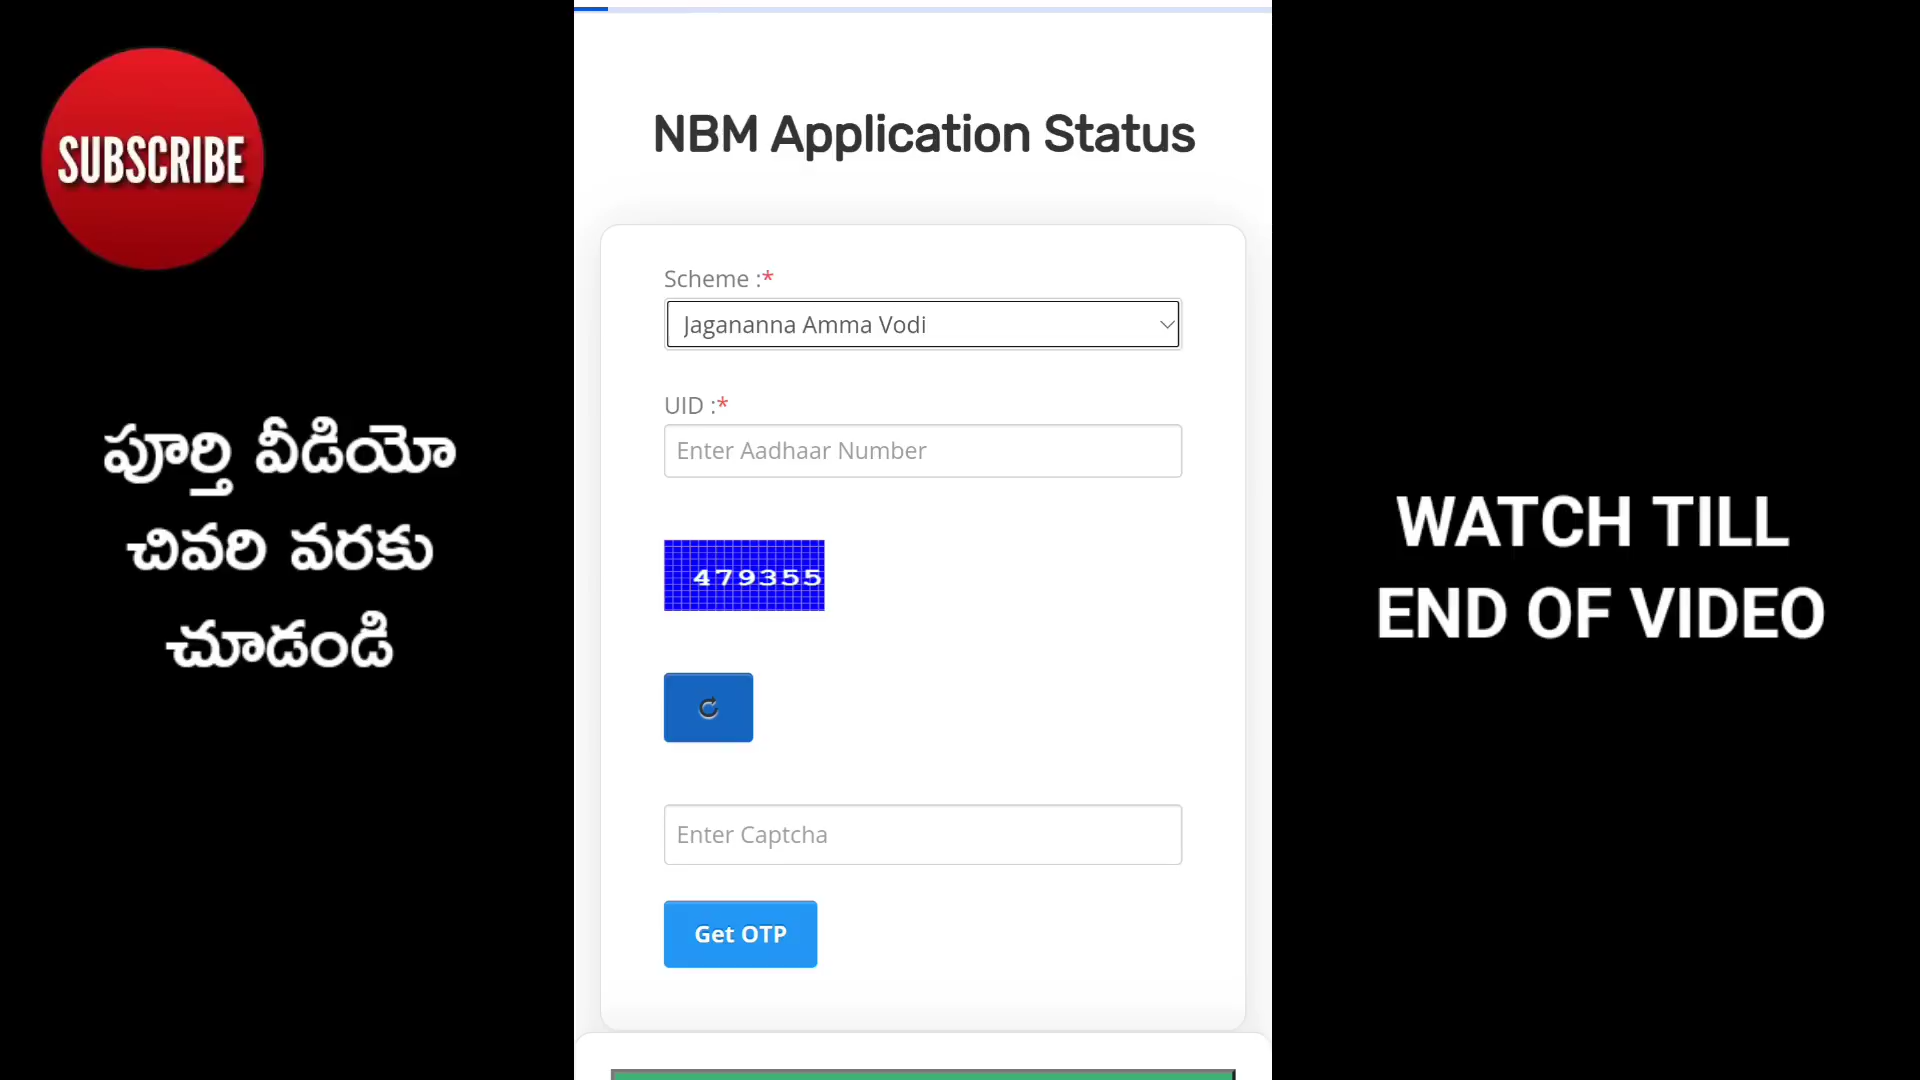 SUBSCRIBE
పూర్తి వీడియో
చివరి వరకు
చూడండి
NBM Application Status
Scheme :*
Jagananna Amma Vodi
UID :*
Enter Aadhaar Number
479355
Enter Captcha
Get OTP
WATCH TILL
END OF VIDEO